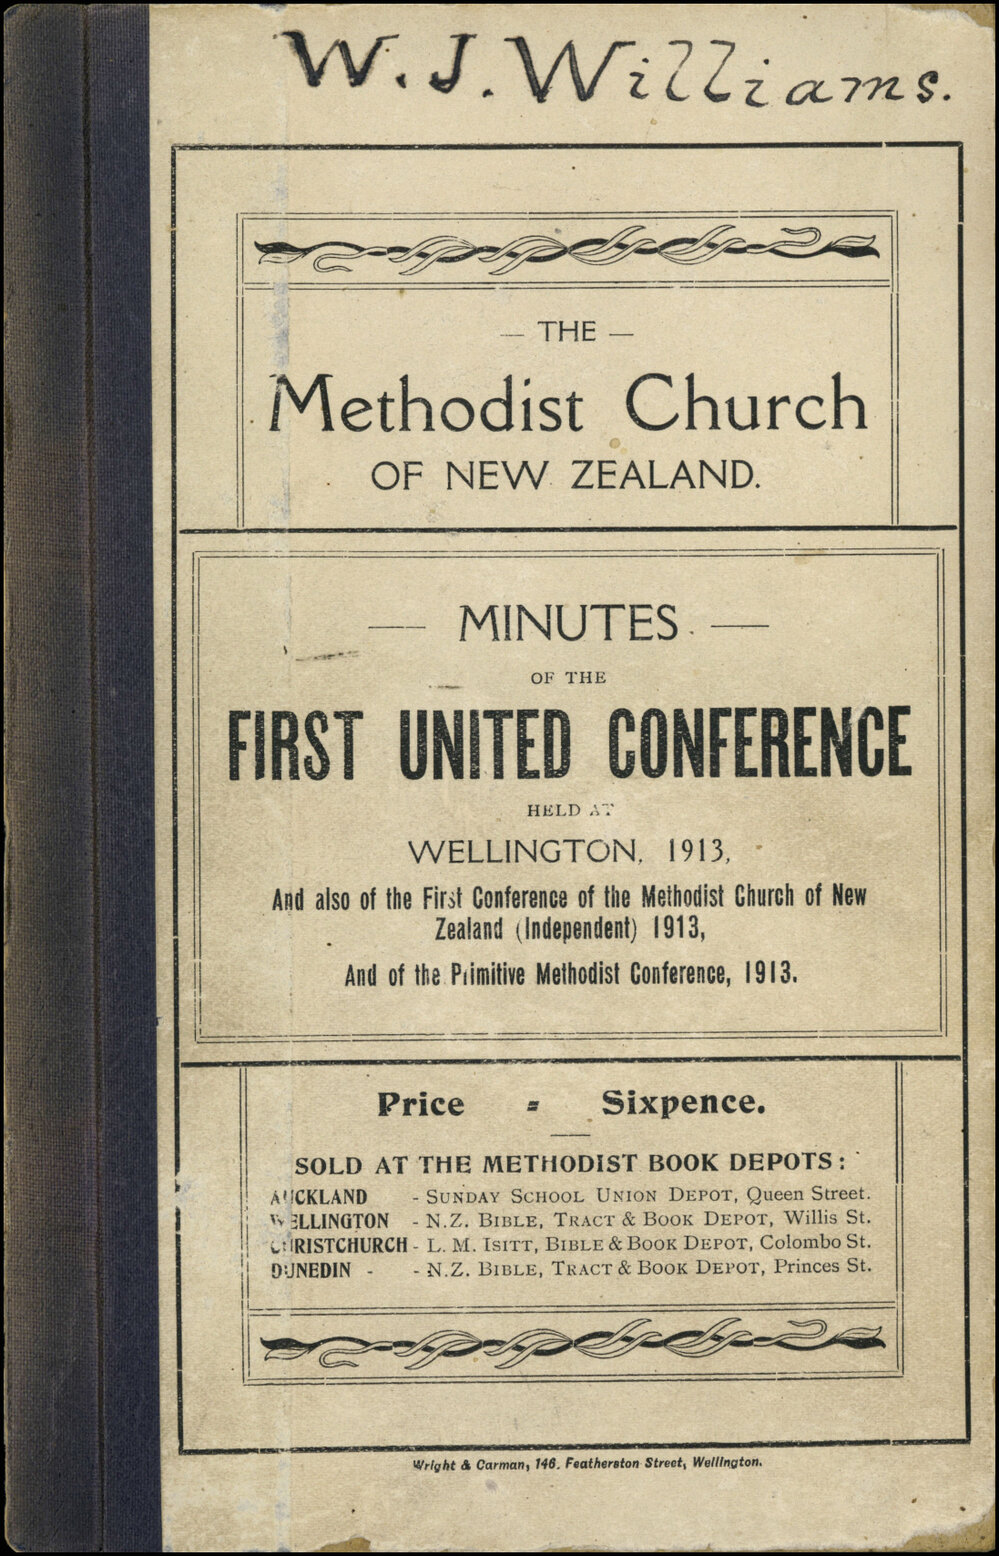 W. J. Williams.
— THE —
Methodist Church
OF NEW ZEALAND.
— MINUTES. —
OF THE
FIRST UNITED CONFERENCE
HELD AT
WELLINGTON, 1913,
And also of the First Conference of the Methodist Church of New
Zealand (Independent) 1913,
And of the Primitive Methodist Conference, 1913.
Price = Sixpence.
SOLD AT THE METHODIST BOOK DEPOTS:
AUCKLAND - SUNDAY SCHOOL UNION DEPOT, Queen Street.
WELLINGTON - N.Z. BIBLE, TRACT & BOOK DEPOT, Willis St.
CHRISTCHURCH - L. M. ISITT, BIBLE & BOOK DEPOT, Colombo St.
DUNEDIN - - N.Z. BIBLE, TRACT & BOOK DEPOT, Princes St.
Wright & Carman, 146, Featherston Street, Wellington.